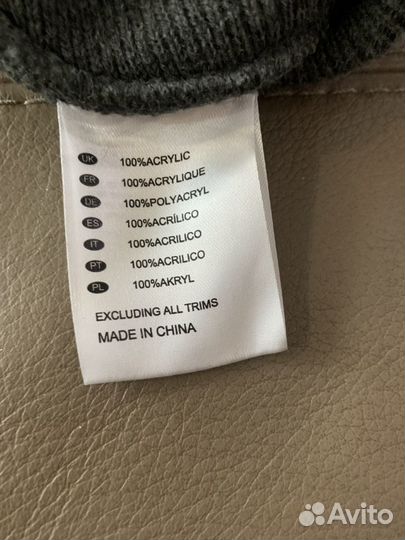 UK 100%ACRYLIC
FR 100%ACRYLIQUE
DE 100%POLYACRYL
ES 100%ACRÍLICO
IT 100%ACRILICO
PT 100%ACRILICO
PL 100%AKRYL
EXCLUDING ALL TRIMS
MADE IN CHINA
Avito